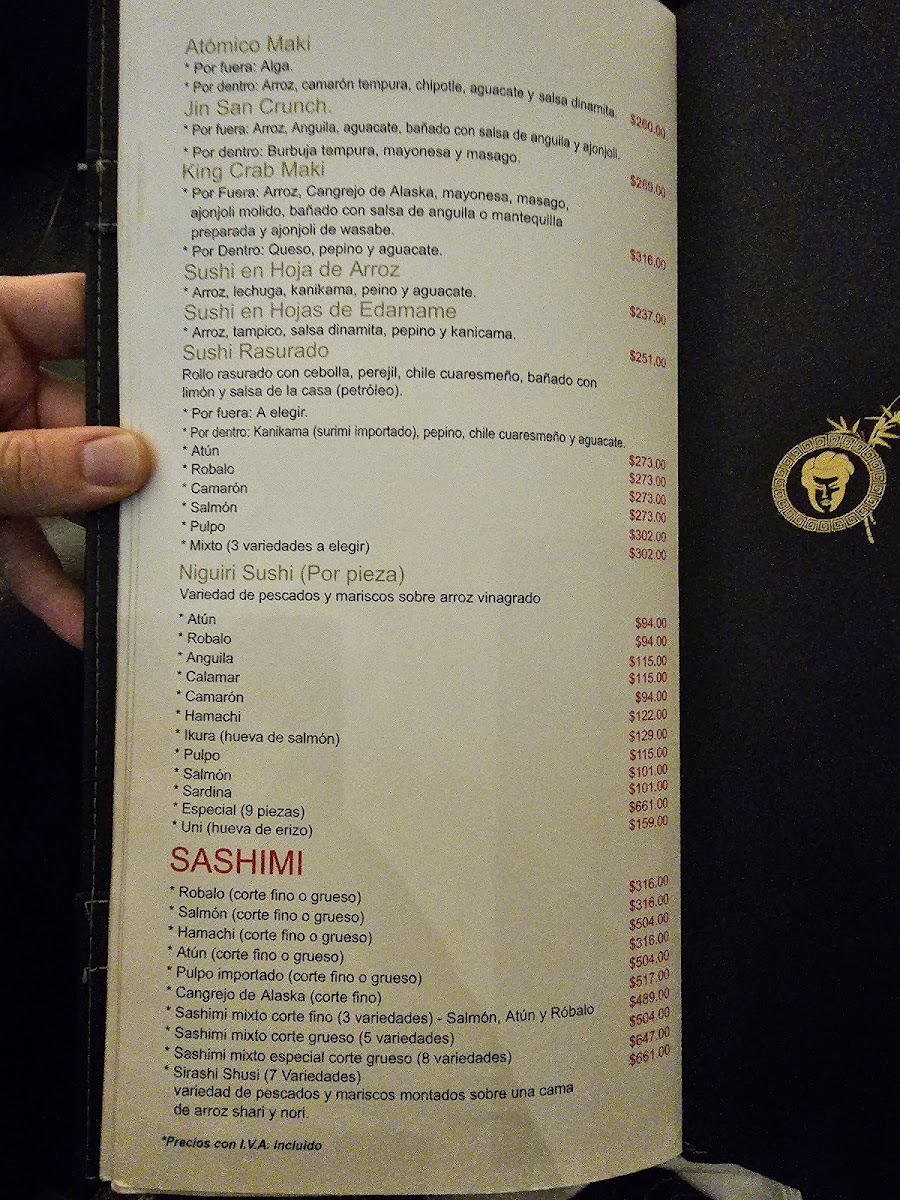 Atómico Maki
* Por fuera: Alga.
* Por dentro: Arroz, camarón tempura, chipotle, aguacate y salsa dinamita. $260.00
Jin San Crunch.
* Por fuera: Arroz, Anguila, aguacate, bañado con salsa de anguila y ajonjoli.
* Por dentro: Burbuja tempura, mayonesa y masago. $269.00
King Crab Maki
* Por Fuera: Arroz, Cangrejo de Alaska, mayonesa, masago,
ajonjoli molido, bañado con salsa de anguila o mantequilla
preparada y ajonjoli de wasabe.
* Por Dentro: Queso, pepino y aguacate. $316.00
Sushi en Hoja de Arroz
* Arroz, lechuga, kanikama, peino y aguacate. $237.00
Sushi en Hojas de Edamame
* Arroz, tampico, salsa dinamita, pepino y kanicama. $251.00
Sushi Rasurado
Rollo rasurado con cebolla, perejil, chile cuaresmeño, bañado con
limón y salsa de la casa (petróleo).
* Por fuera: A elegir.
* Por dentro: Kanikama (surimi importado), pepino, chile cuaresmeño y aguacate.
* Atún $273.00
* Robalo $273.00
* Camarón $273.00
* Salmón $273.00
* Pulpo $302.00
* Mixto (3 variedades a elegir) $302.00
Niguiri Sushi (Por pieza)
Variedad de pescados y mariscos sobre arroz vinagrado
* Atún $94.00
* Robalo $94.00
* Anguila $115.00
* Calamar $115.00
* Camarón $94.00
* Hamachi $122.00
* Ikura (hueva de salmón) $129.00
* Pulpo $115.00
* Salmón $101.00
* Sardina $101.00
* Especial (9 piezas) $661.00
* Uni (hueva de erizo) $159.00
SASHIMI
* Robalo (corte fino o grueso) $316.00
* Salmón (corte fino o grueso) $316.00
* Hamachi (corte fino o grueso) $504.00
* Atún (corte fino o grueso) $316.00
* Pulpo importado (corte fino o grueso) $504.00
* Cangrejo de Alaska (corte fino) $517.00
* Sashimi mixto corte fino (3 variedades) - Salmón, Atún y Róbalo $489.00
* Sashimi mixto corte grueso (5 variedades) $504.00
* Sashimi mixto especial corte grueso (8 variedades) $647.00
* Sirashi Shusi (7 Variedades) $661.00
variedad de pescados y mariscos montados sobre una cama
de arroz shari y nori.
*Precios con I.V.A. incluido